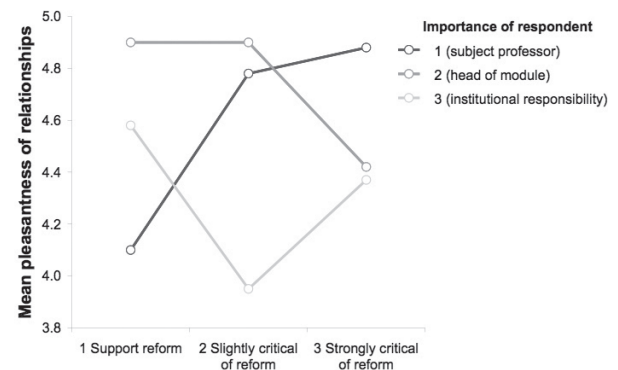 Mean pleasantness of relationships
5.0
4.8
4.6
4.4
4.2
4.0
3.8
1 Support reform
2 Slightly critical
of reform
3 Strongly critical
of reform
Importance of respondent
1 (subject professor)
2 (head of module)
3 (institutional responsibility)